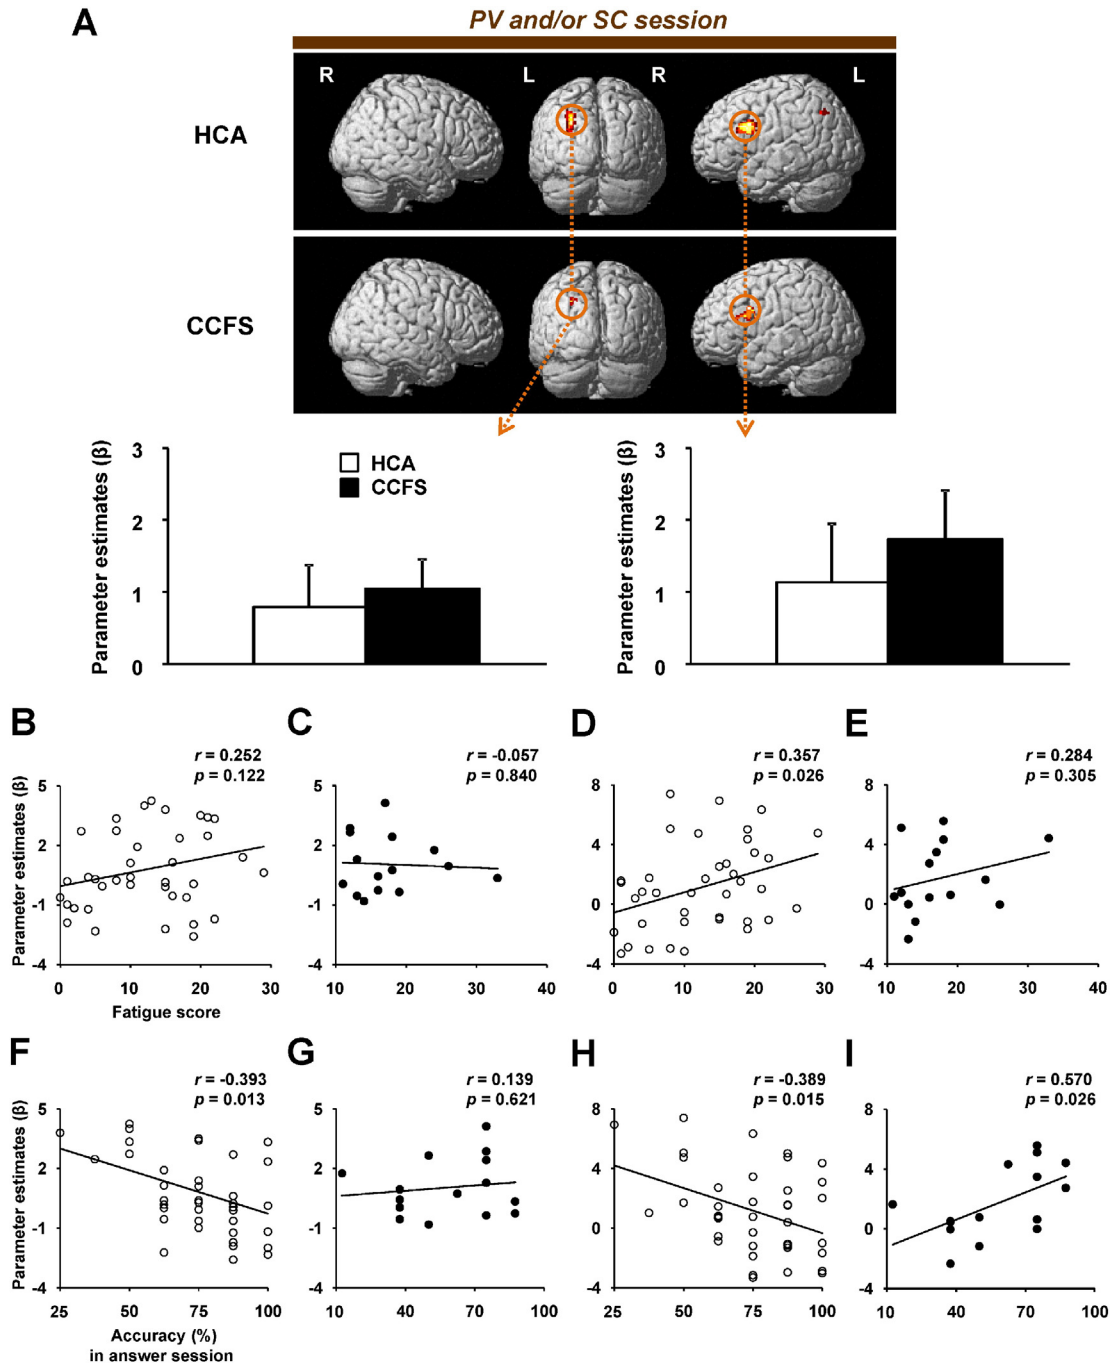 A
PV and/or SC session
R L R L
HCA
CCFS
Parameter estimates (β)
3
2
1
0
HCA
CCFS
Parameter estimates (β)
3
2
1
0
B
r = 0.252
p = 0.122
Parameter estimates (β)
5
2
-1
-4
0 10 20 30
Fatigue score
C
r = -0.057
p = 0.840
5
2
-1
-4
10 20 30 40
D
r = 0.357
p = 0.026
8
4
0
-4
0 10 20 30
E
r = 0.284
p = 0.305
8
4
0
-4
10 20 30 40
F
r = -0.393
p = 0.013
Parameter estimates (β)
5
2
-1
-4
25 50 75 100
Accuracy (%)
in answer session
G
r = 0.139
p = 0.621
5
2
-1
-4
10 40 70 100
H
r = -0.389
p = 0.015
8
4
0
-4
25 50 75 100
I
r = 0.570
p = 0.026
8
4
0
-4
10 40 70 100